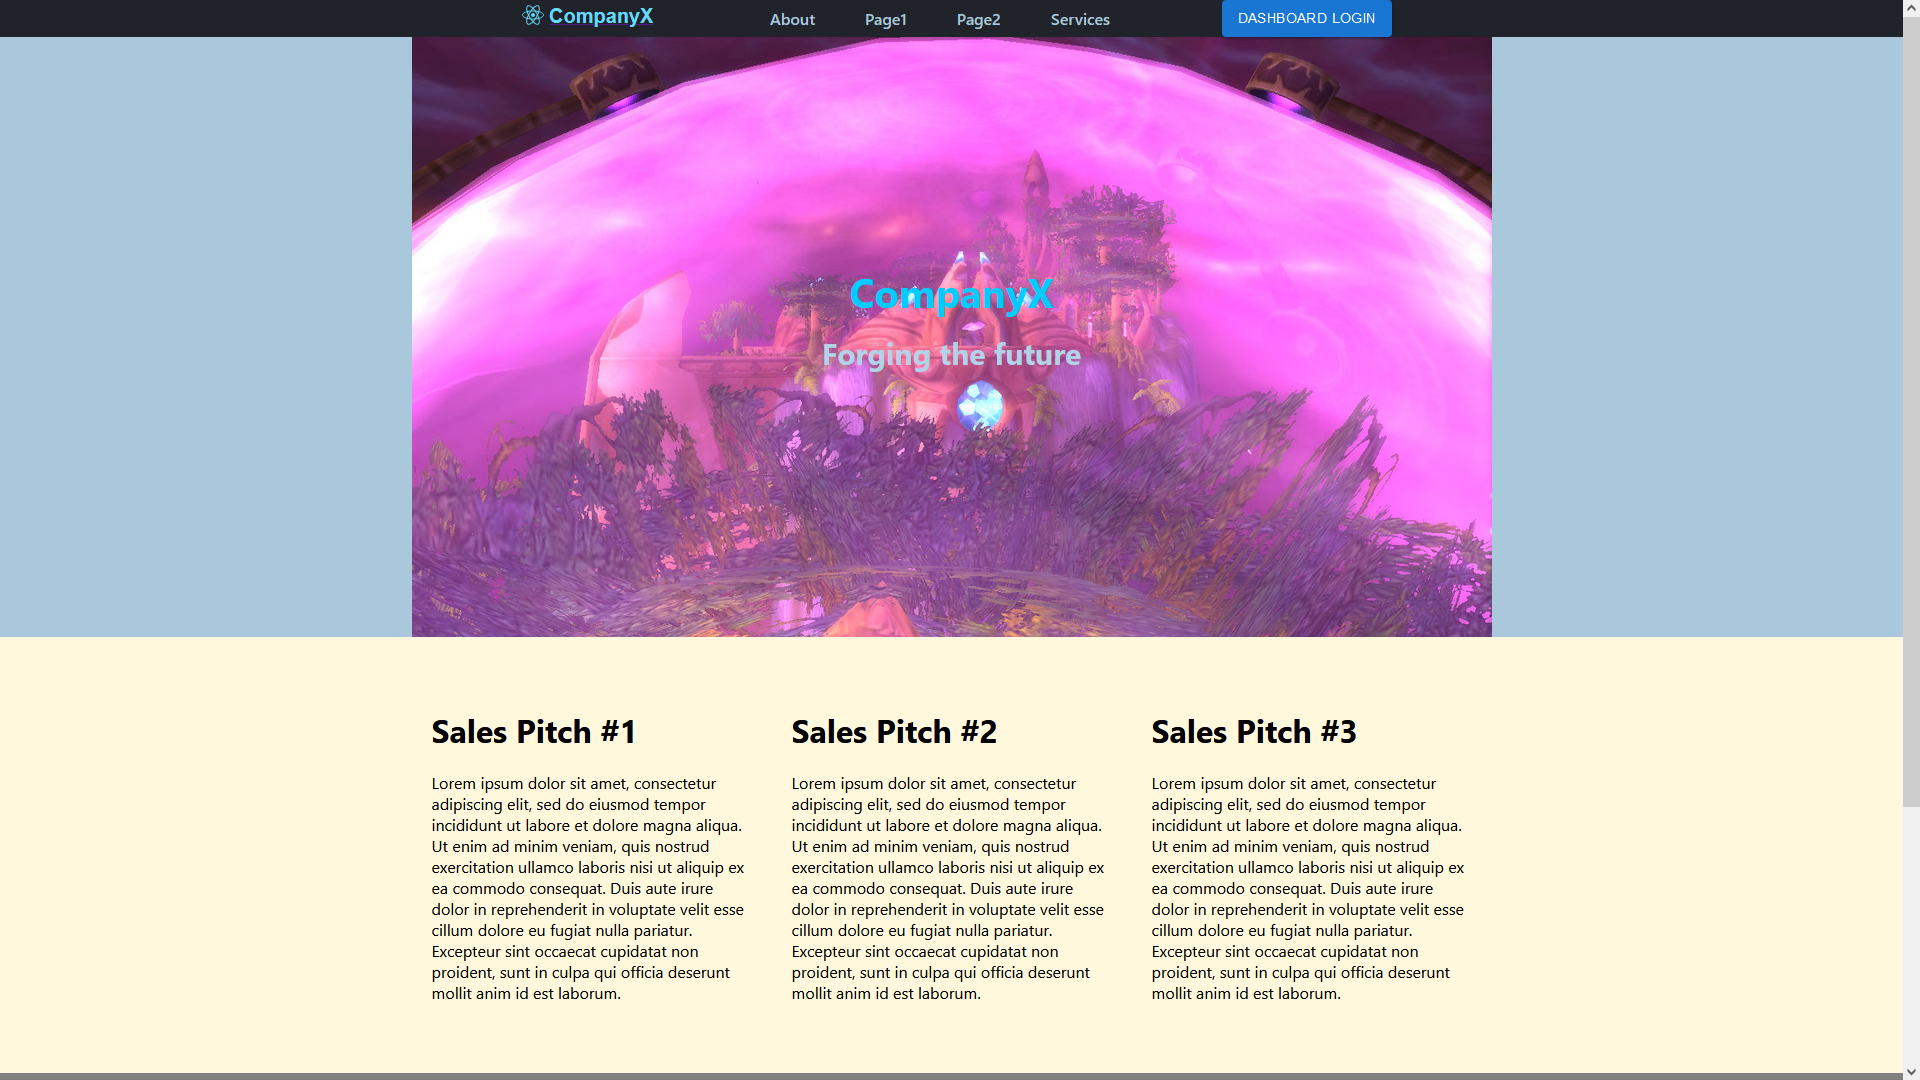 CompanyX
About
Page1
Page2
Services
DASHBOARD LOGIN
CompanyX
Forging the future
Sales Pitch #1
Lorem ipsum dolor sit amet, consectetur
adipiscing elit, sed do eiusmod tempor
incididunt ut labore et dolore magna aliqua.
Ut enim ad minim veniam, quis nostrud
exercitation ullamco laboris nisi ut aliquip ex
ea commodo consequat. Duis aute irure
dolor in reprehenderit in voluptate velit esse
cillum dolore eu fugiat nulla pariatur.
Excepteur sint occaecat cupidatat non
proident, sunt in culpa qui officia deserunt
mollit anim id est laborum.
Sales Pitch #2
Lorem ipsum dolor sit amet, consectetur
adipiscing elit, sed do eiusmod tempor
incididunt ut labore et dolore magna aliqua.
Ut enim ad minim veniam, quis nostrud
exercitation ullamco laboris nisi ut aliquip ex
ea commodo consequat. Duis aute irure
dolor in reprehenderit in voluptate velit esse
cillum dolore eu fugiat nulla pariatur.
Excepteur sint occaecat cupidatat non
proident, sunt in culpa qui officia deserunt
mollit anim id est laborum.
Sales Pitch #3
Lorem ipsum dolor sit amet, consectetur
adipiscing elit, sed do eiusmod tempor
incididunt ut labore et dolore magna aliqua.
Ut enim ad minim veniam, quis nostrud
exercitation ullamco laboris nisi ut aliquip ex
ea commodo consequat. Duis aute irure
dolor in reprehenderit in voluptate velit esse
cillum dolore eu fugiat nulla pariatur.
Excepteur sint occaecat cupidatat non
proident, sunt in culpa qui officia deserunt
mollit anim id est laborum.